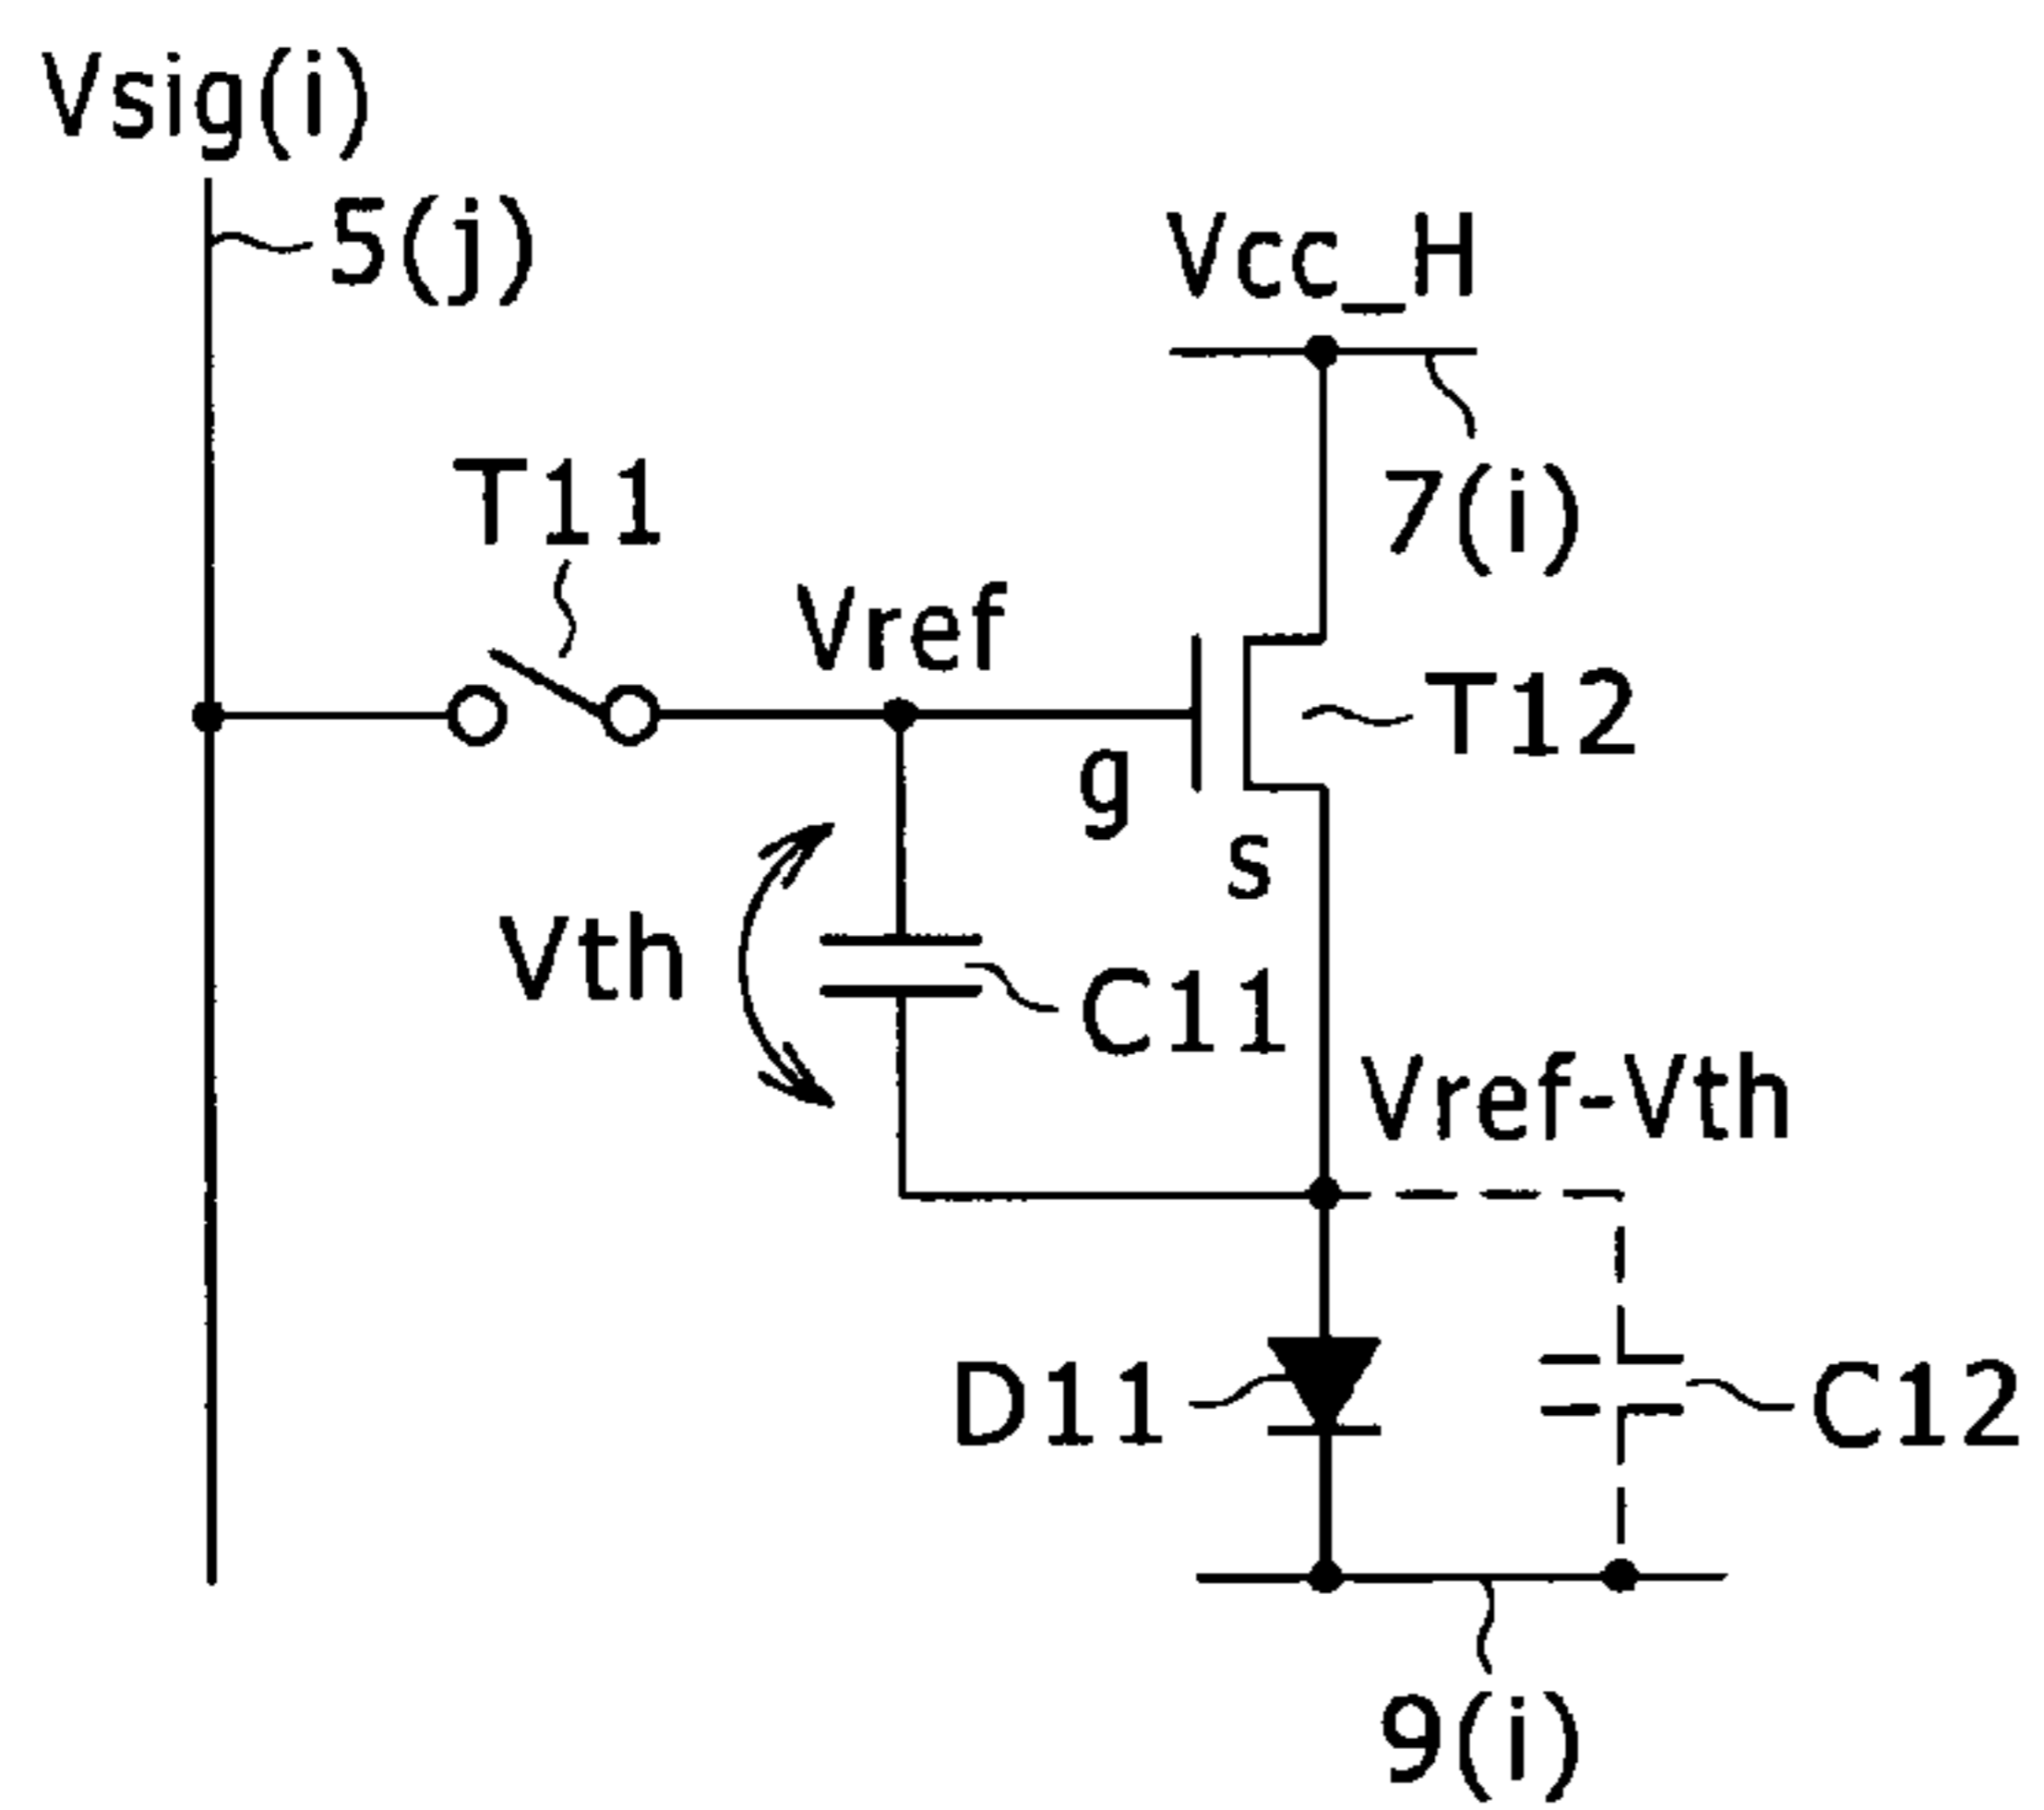 Vsig(i)
5(j)
Vcc_H
7(i)
T11
Vref
T12
g
s
Vth
C11
Vref-Vth
D11
C12
9(i)